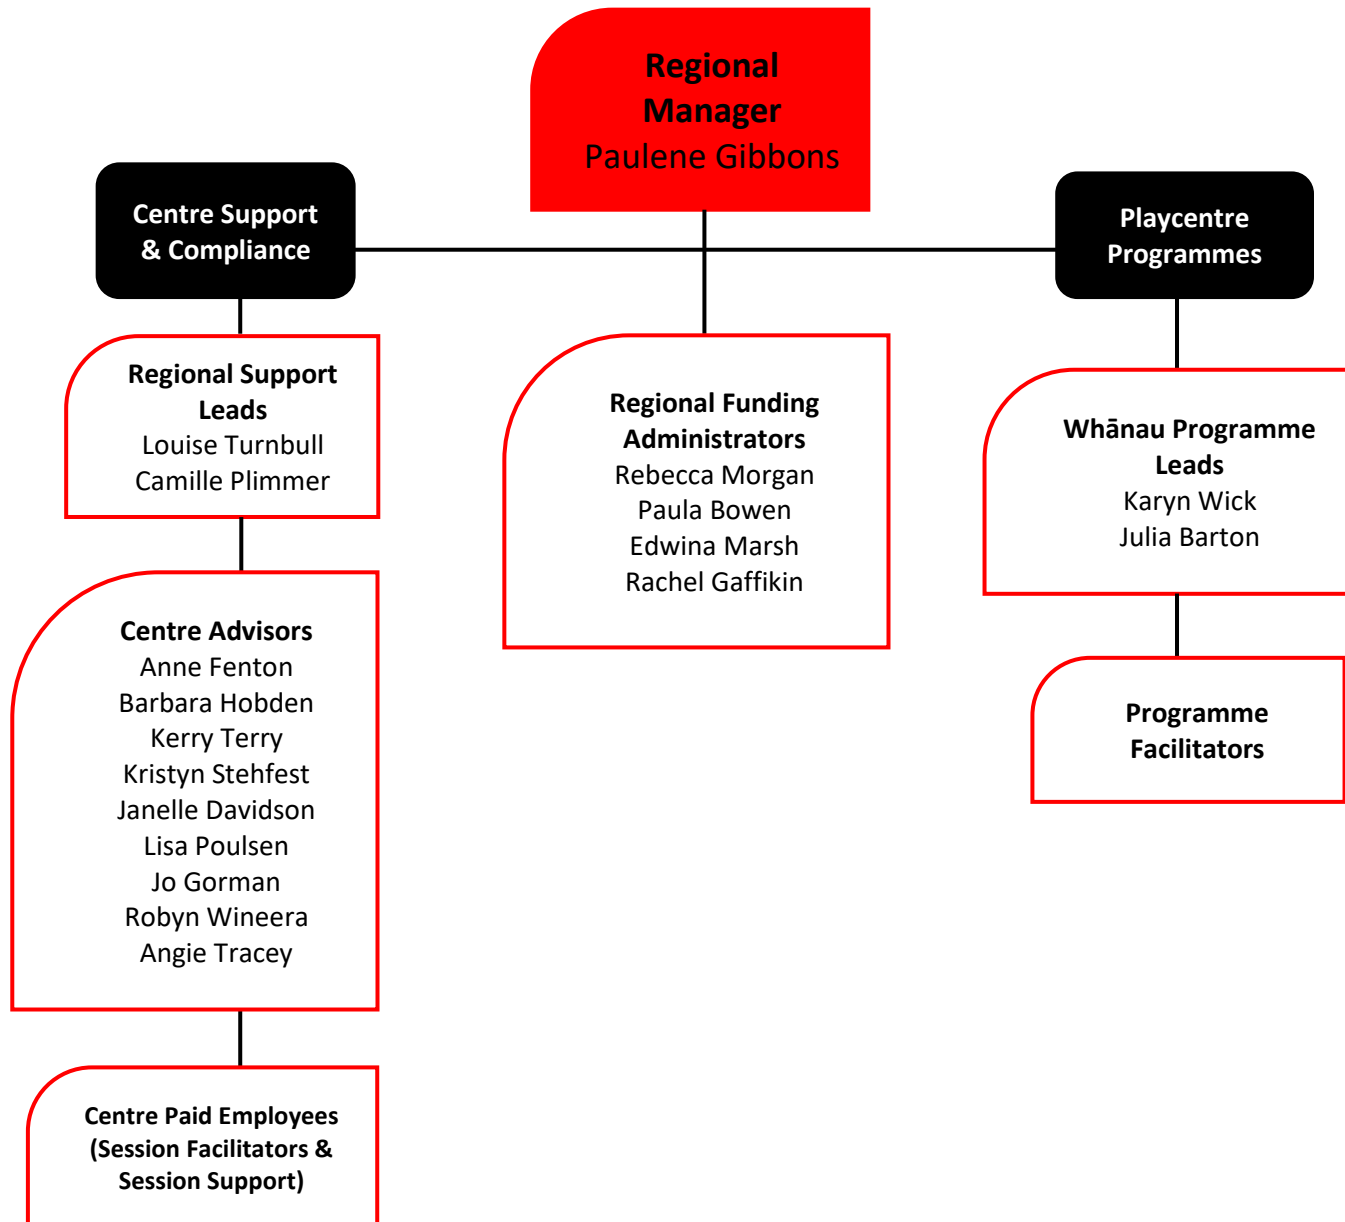 Regional
Manager
Paulene Gibbons
Centre Support
& Compliance
Playcentre
Programmes
Regional Support
Leads
Louise Turnbull
Camille Plimmer
Regional Funding
Administrators
Rebecca Morgan
Paula Bowen
Edwina Marsh
Rachel Gaffikin
Whānau Programme
Leads
Karyn Wick
Julia Barton
Centre Advisors
Anne Fenton
Barbara Hobden
Kerry Terry
Kristyn Stehfest
Janelle Davidson
Lisa Poulsen
Jo Gorman
Robyn Wineera
Angie Tracey
Programme
Facilitators
Centre Paid Employees
(Session Facilitators &
Session Support)